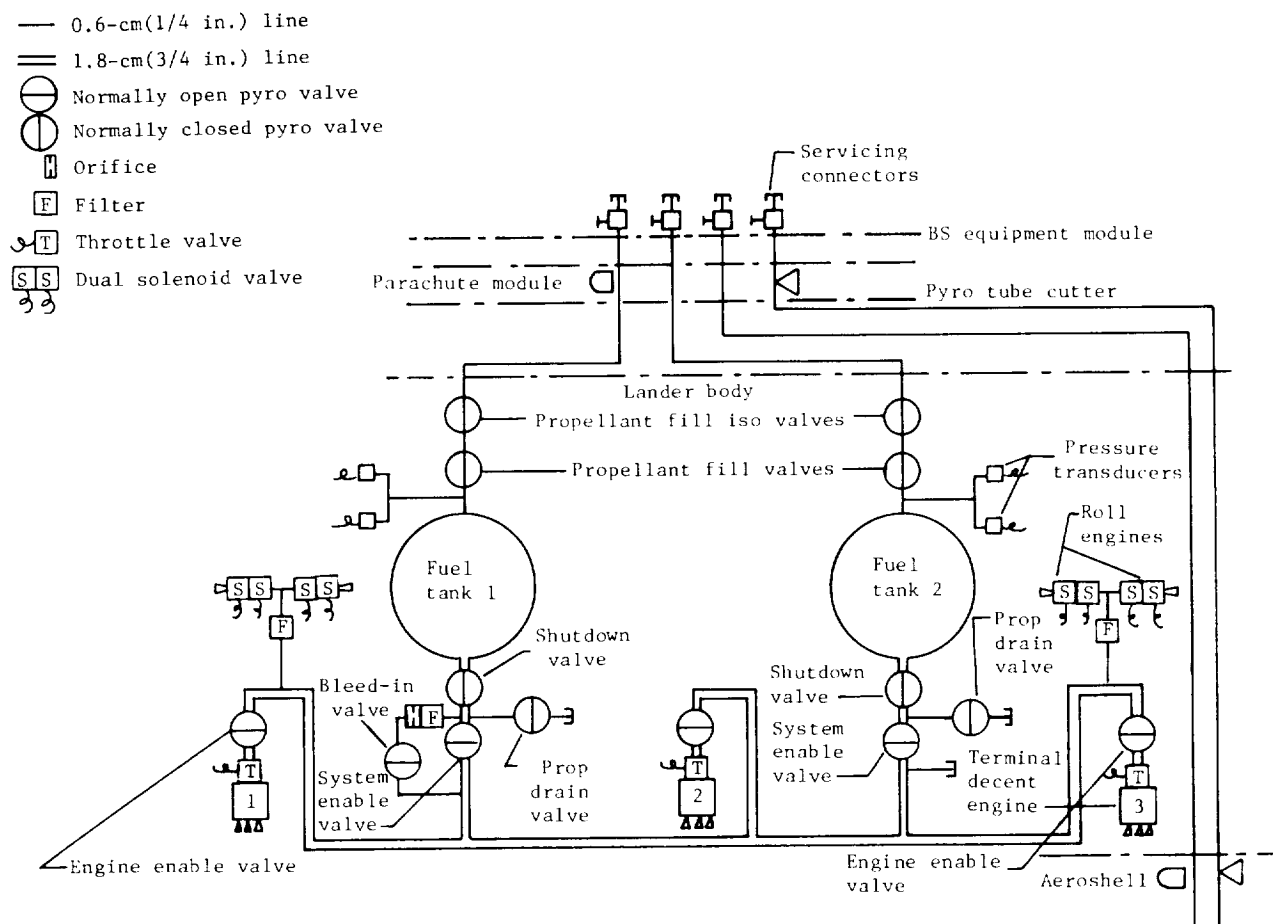 0.6-cm(1/4 in.) line
1.8-cm(3/4 in.) line
Normally open pyro valve
Normally closed pyro valve
Orifice
F Filter
T Throttle valve
S S Dual solenoid valve
Servicing
connectors
BS equipment module
Parachute module
Pyro tube cutter
Lander body
Propellant fill iso valves
Propellant fill valves
Pressure
transducers
Roll
engines
Fuel
tank 1
Fuel
tank 2
S S S S
F
S S S S
F
Prop
drain
valve
Shutdown
valve
Shutdown
valve
Bleed-in
valve
F
System
enable
valve
System
enable
valve
Prop
drain
valve
Terminal
decent
engine
T
1
T
2
T
3
Engine enable valve
Engine enable
valve
Aeroshell